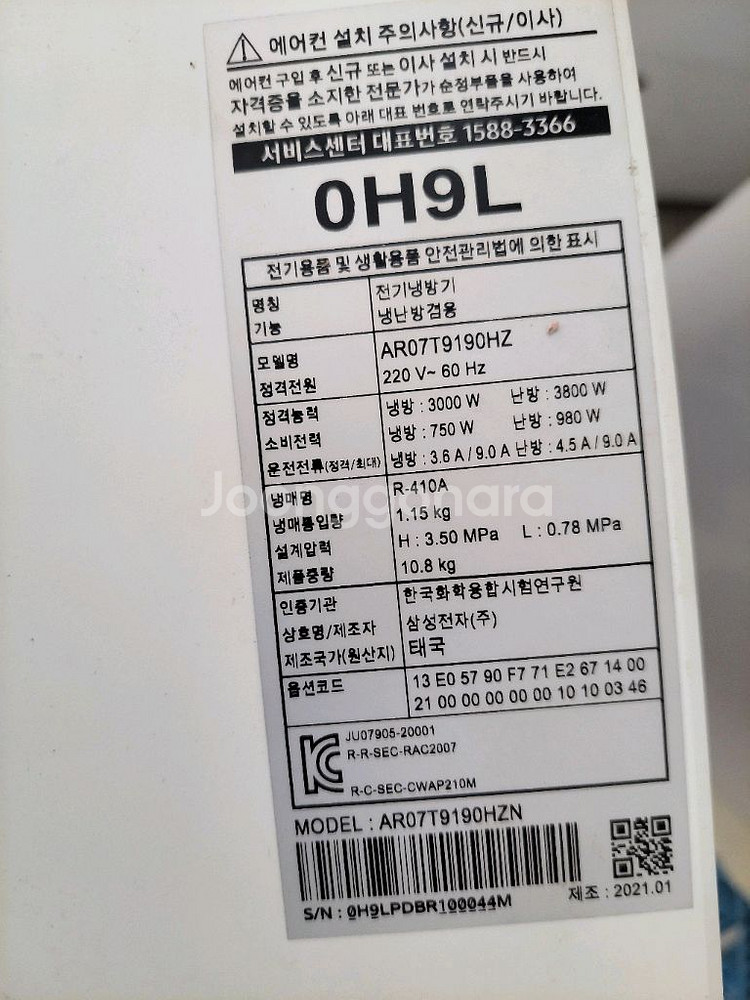 에어컨 설치 주의사항(신규/이사)
에어컨 구입 후 신규 또는 이사 설치 시 반드시
자격증을 소지한 전문가가 순정부품을 사용하여
설치할 수 있도록 아래 대표 번호로 연락주시기 바랍니다.
서비스센터 대표번호 1588-3366
0H9L
전기용품 및 생활용품 안전관리법에 의한 표시
명칭 전기냉방기
기능 냉난방겸용
모델명 AR07T9190HZ
정격전원 220 V~ 60 Hz
정격능력 냉방 : 3000 W 난방 : 3800 W
소비전력 냉방 : 750 W 난방 : 980 W
운전전류(정격/최대) 냉방 : 3.6 A / 9.0 A 난방 : 4.5 A / 9.0 A
냉매명 R-410A
냉매봉입량 1.15 kg
설계압력 H : 3.50 MPa L : 0.78 MPa
제품중량 10.8 kg
인증기관 한국화학융합시험연구원
상호명/제조자 삼성전자(주)
제조국가(원산지) 태국
옵션코드 13 E0 57 90 F7 71 E2 67 14 00
21 00 00 00 00 00 10 10 03 46
JU07905-20001
R-R-SEC-RAC2007
R-C-SEC-CWAP210M
MODEL : AR07T9190HZN
S/N : 0H9LPDBR100044M
제조 : 2021.01
Joonggonara